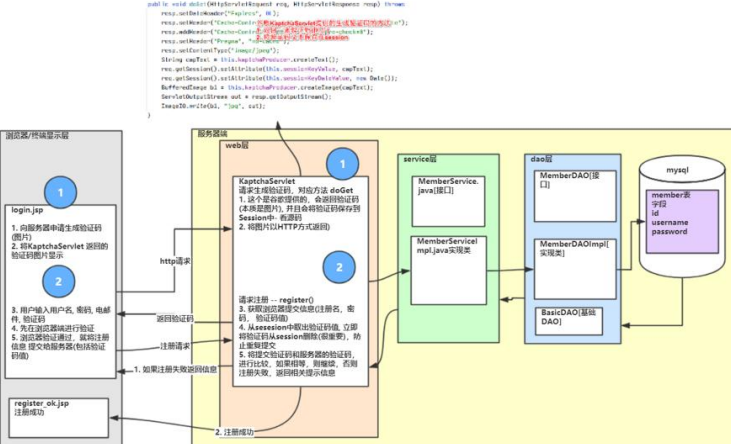 public void doGet(HttpServletRequest req, HttpServletResponse resp) throws
resp.setDateHeader("Expires", 0L);
resp.setHeader("Cache-Control
resp.addHeader("Cache-Control
resp.setHeader("Pragma", "no-cache");
resp.setContentType("image/jpeg");
String capText = this.kaptchaProducer.createText();
req.getSession().setAttribute(this.sessionKeyValue, capText);
req.getSession().setAttribute(this.sessionKeyDateValue, new Date());
BufferedImage bi = this.kaptchaProducer.createImage(capText);
ServletOutputStream out = resp.getOutputStream();
ImageIO.write(bi, "jpg", out);
}
浏览器/终端显示层
1
login.jsp
1. 向服务器申请生成验证码
(图片)
2. 将KaptchaServlet 返回的
验证码图片显示
2
3. 用户输入用户名, 密码, 电邮
件, 验证码
4. 先在浏览器端进行验证
5. 浏览器验证通过，就将注册
信息 提交给服务器(包括验证
码值)
register_ok.jsp
注册成功
http请求
返回验证码
注册请求
1. 如果注册失败返回信息
2. 注册成功
服务器端
web层
1
KaptchaServlet
请求生成验证码，对应方法 doGet
1. 这个是谷歌提供的，会返回验证码
(本质是图片), 并且会将验证码保存到
Session中- 看源码
2. 将图片以HTTP方式返回)
2
请求注册 -- register()
3. 获取浏览器提交信息(注册名，密
码， 验证码值)
4. 从sesesion中取出验证码值, 立即
将验证码从session删除(很重要)，防
止重复提交
5. 将提交验证码和服务器的验证码，
进行比较，如果相等，则继续，否则
注册失败，返回相关提示信息
service层
MemberService.
java[接口]
MemberServiceI
mpl.java实现类
dao层
MemberDAO[接
口]
MemberDAOImpl[
实现类]
BasicDAO[基础
DAO]
mysql
member表
字段
id
username
password